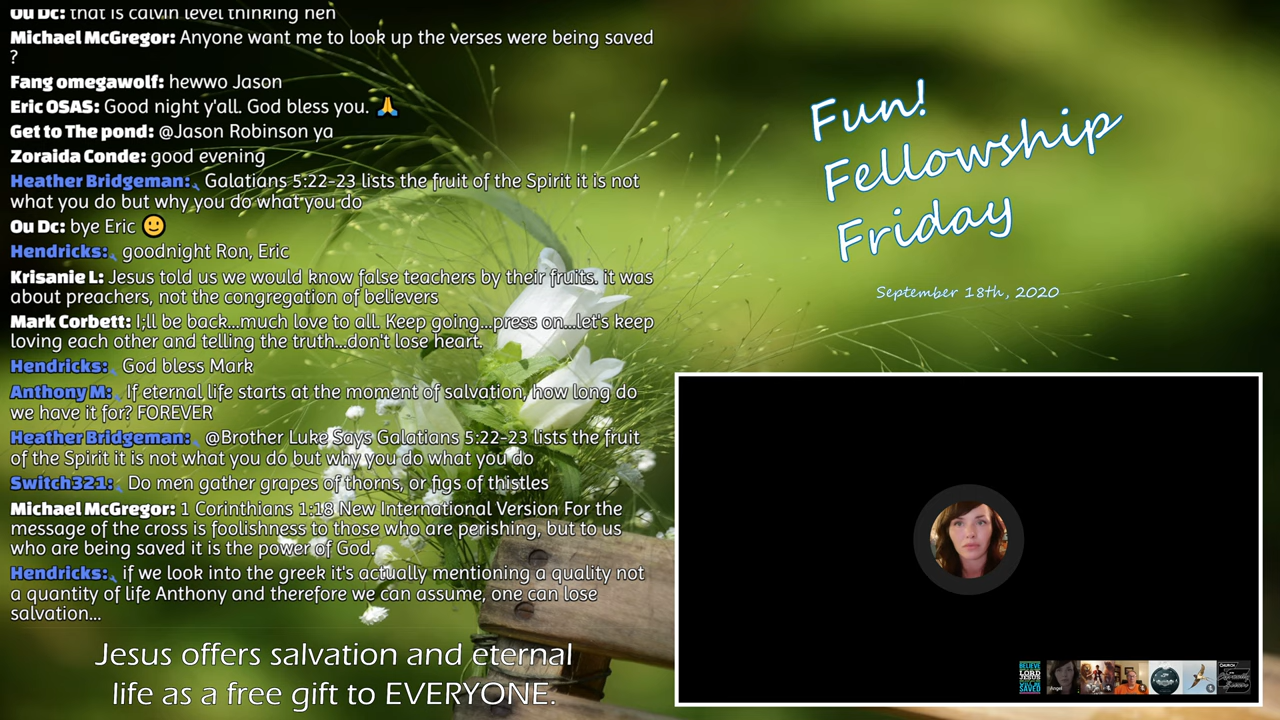 Ou Dc: that is calvin level thinking heh
Michael McGregor: Anyone want me to look up the verses were being saved
?
Fang omegawolf: hewwo Jason
Eric OSAS: Good night y'all. God bless you. 🙏
Get to The pond: @Jason Robinson ya
Zoraida Conde: good evening
Heather Bridgeman: Galatians 5:22-23 lists the fruit of the Spirit it is not
what you do but why you do what you do
Ou Dc: bye Eric 🙂
Hendricks: goodnight Ron, Eric
Krisanie L: Jesus told us we would know false teachers by their fruits. it was
about preachers, not the congregation of believers
Mark Corbett: I;ll be back...much love to all. Keep going...press on...let's keep
loving each other and telling the truth...don't lose heart.
Hendricks: God bless Mark
Anthony M: If eternal life starts at the moment of salvation, how long do
we have it for? FOREVER
Heather Bridgeman: @Brother Luke Says Galatians 5:22-23 lists the fruit
of the Spirit it is not what you do but why you do what you do
Switch321: Do men gather grapes of thorns, or figs of thistles
Michael McGregor: 1 Corinthians 1:18 New International Version For the
message of the cross is foolishness to those who are perishing, but to us
who are being saved it is the power of God.
Hendricks: if we look into the greek it's actually mentioning a quality not
a quantity of life Anthony and therefore we can assume, one can lose
salvation...
Jesus offers salvation and eternal
life as a free gift to EVERYONE.
Fun!
Fellowship
Friday
September 18th, 2020
BELIEVE
LORD
JESUS
SAVED
Angel
CHURCH